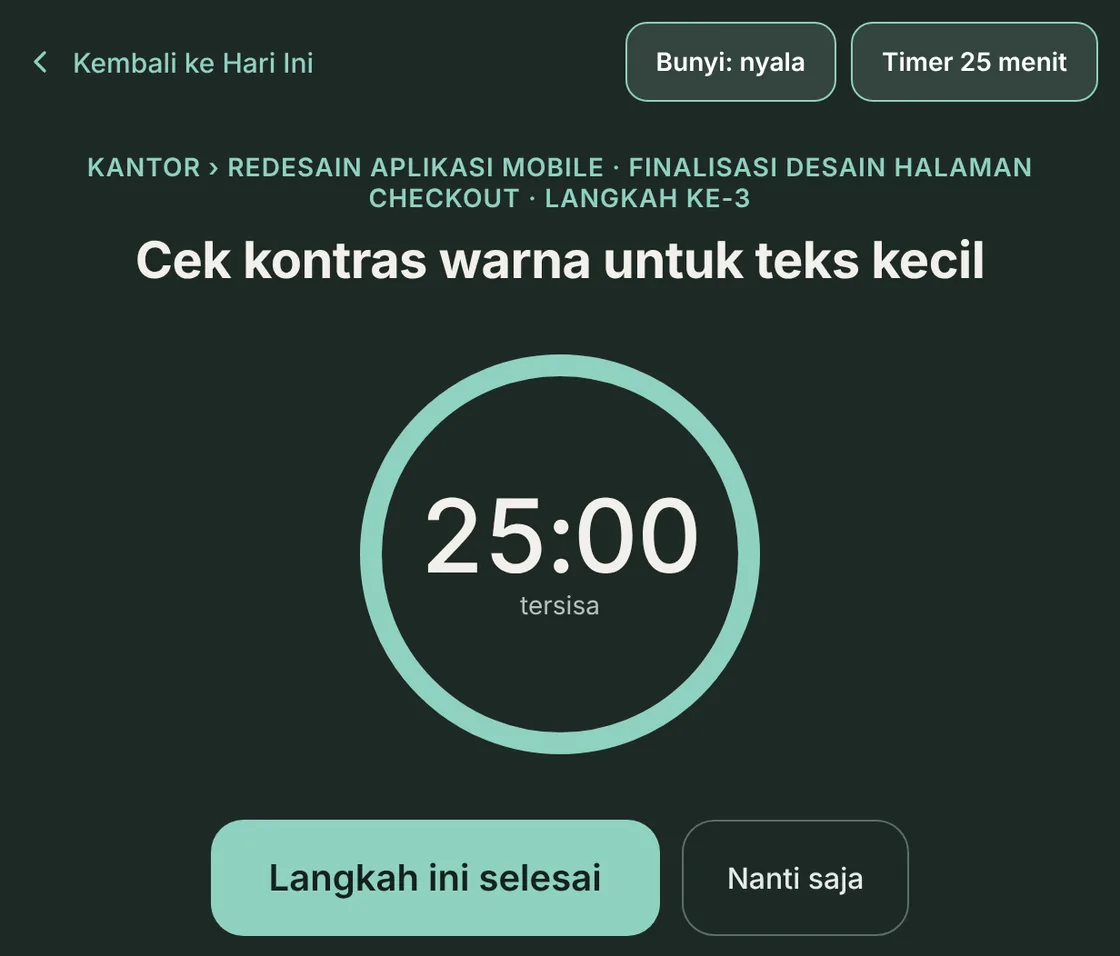 Kembali ke Hari Ini
Bunyi: nyala
Timer 25 menit
KANTOR › REDESAIN APLIKASI MOBILE · FINALISASI DESAIN HALAMAN
CHECKOUT · LANGKAH KE-3
Cek kontras warna untuk teks kecil
25:00
tersisa
Langkah ini selesai
Nanti saja